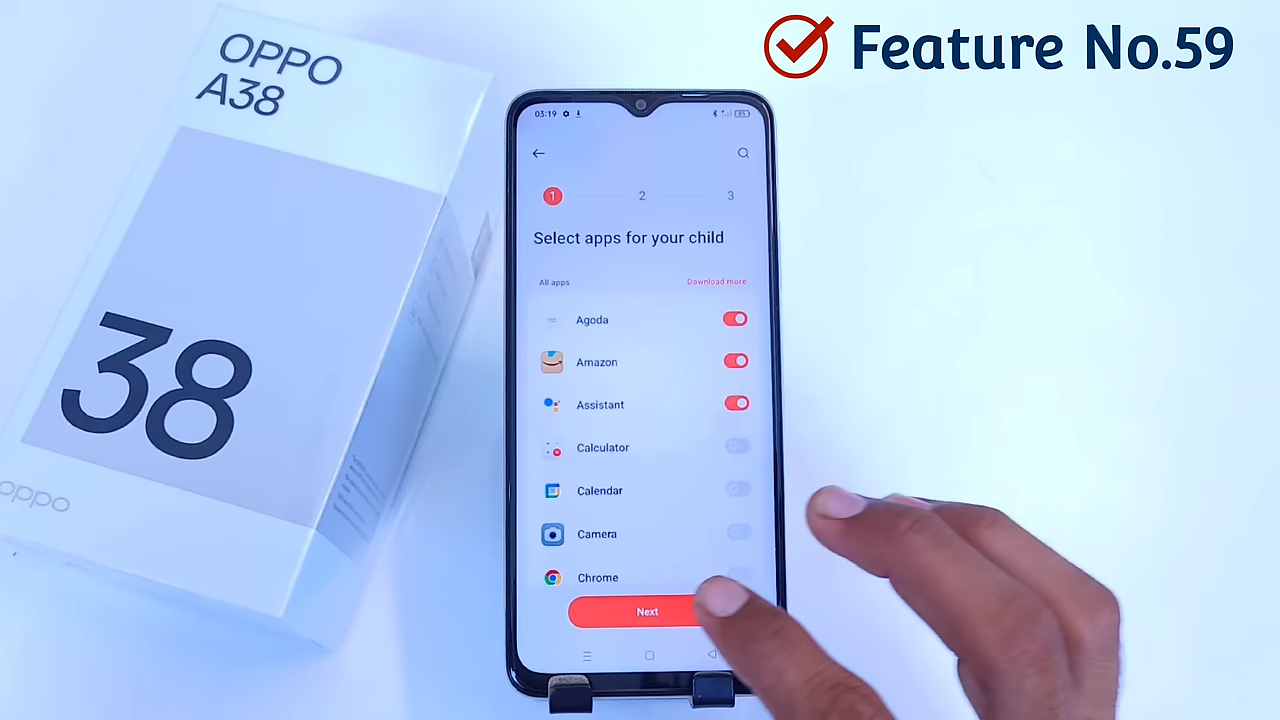 Feature No.59
OPPO
A38
38
oppo
03:19
85
1 2 3
Select apps for your child
All apps Download more
Agoda
Amazon
Assistant
Calculator
Calendar
Camera
Chrome
Next